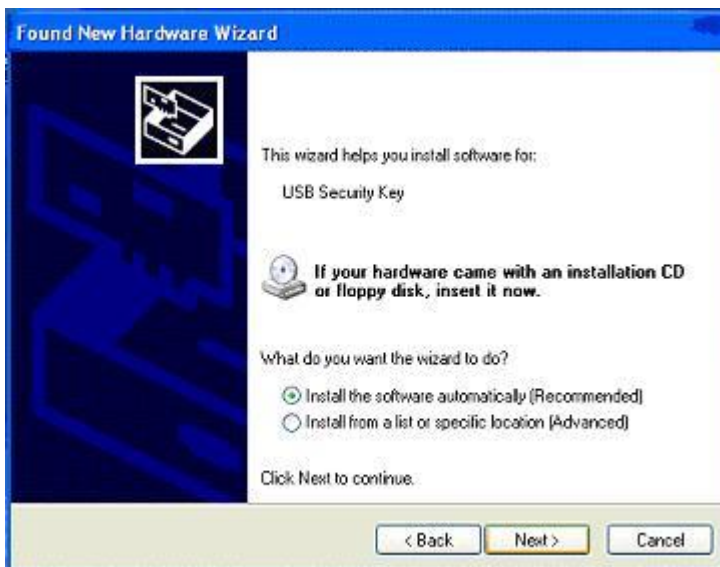 Found New Hardware Wizard
This wizard helps you install software for:
USB Security Key
If your hardware came with an installation CD
or floppy disk, insert it now.
What do you want the wizard to do?
Install the software automatically (Recommended)
Install from a list or specific location (Advanced)
Click Next to continue.
< Back Next > Cancel